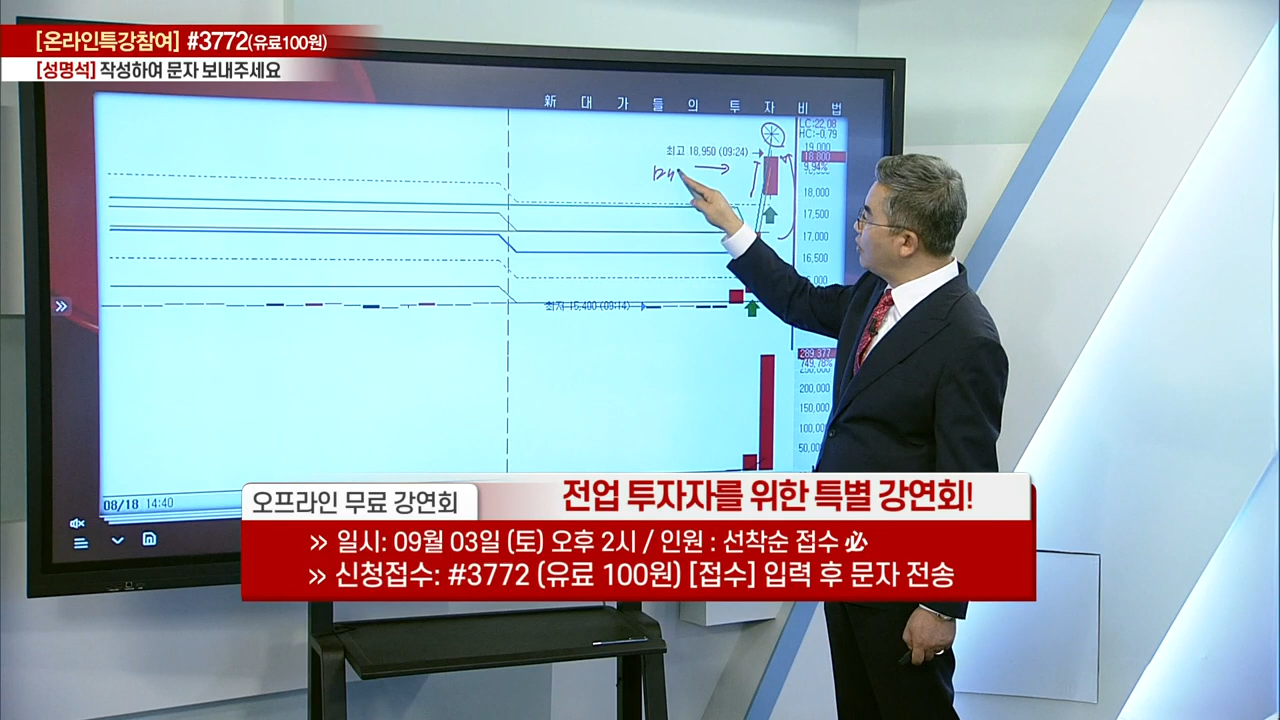 [온라인특강참여] #3772(유료100원)
[성명석] 작성하여 문자 보내주세요
新 대 가 들 의 투 자 비 법
LC:22.08
HC:-0.79
최고 18,950 (09:24)
19,000
18,800
9.94%
18,000
17,500
17,000
16,500
최저 15,400 (09:14)
289,377
749.78%
250,000
200,000
150,000
100,000
50,000
08/18 14:40
오프라인 무료 강연회
전업 투자자를 위한 특별 강연회!
» 일시: 09월 03일 (토) 오후 2시 / 인원 : 선착순 접수 必
» 신청접수: #3772 (유료 100원) [접수] 입력 후 문자 전송